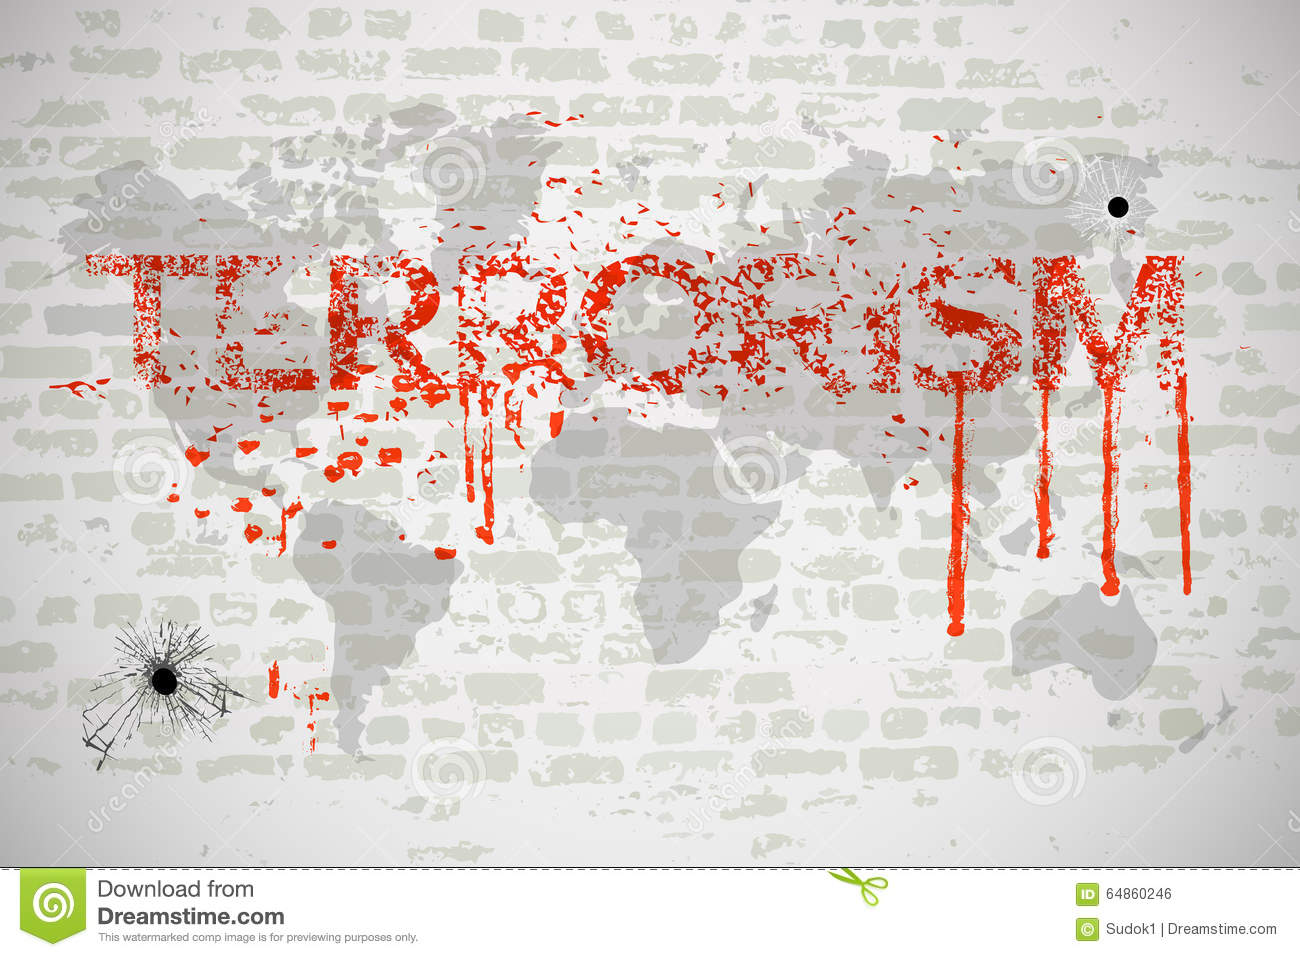 TERRORISM
Download from
Dreamstime.com
This watermarked comp image is for previewing purposes only.
ID 64860246
© Sudok1 | Dreamstime.com